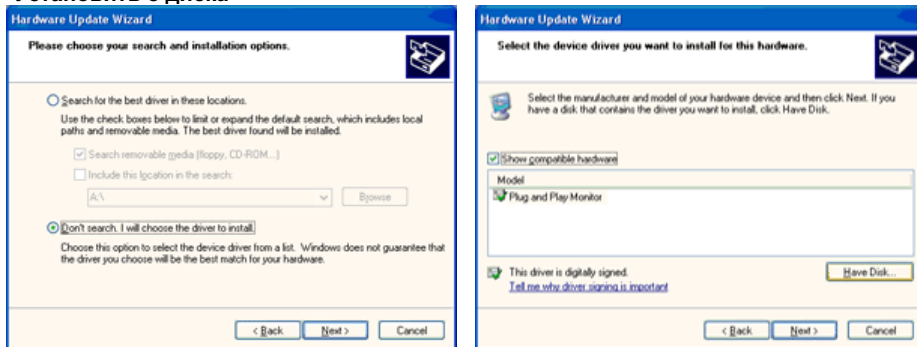 Установить с диска
Hardware Update Wizard
Please choose your search and installation options.
Search for the best driver in these locations.
Use the check boxes below to limit or expand the default search, which includes local
paths and removable media. The best driver found will be installed.
Search removable media (floppy, CD-ROM...)
Include this location in the search:
A:\
Browse
Don't search. I will choose the driver to install.
Choose this option to select the device driver from a list. Windows does not guarantee that
the driver you choose will be the best match for your hardware.
< Back
Next >
Cancel
Hardware Update Wizard
Select the device driver you want to install for this hardware.
Select the manufacturer and model of your hardware device and then click Next. If you
have a disk that contains the driver you want to install, click Have Disk.
Show compatible hardware
Model
Plug and Play Monitor
This driver is digitally signed.
Tell me why driver signing is important
Have Disk...
< Back
Next >
Cancel